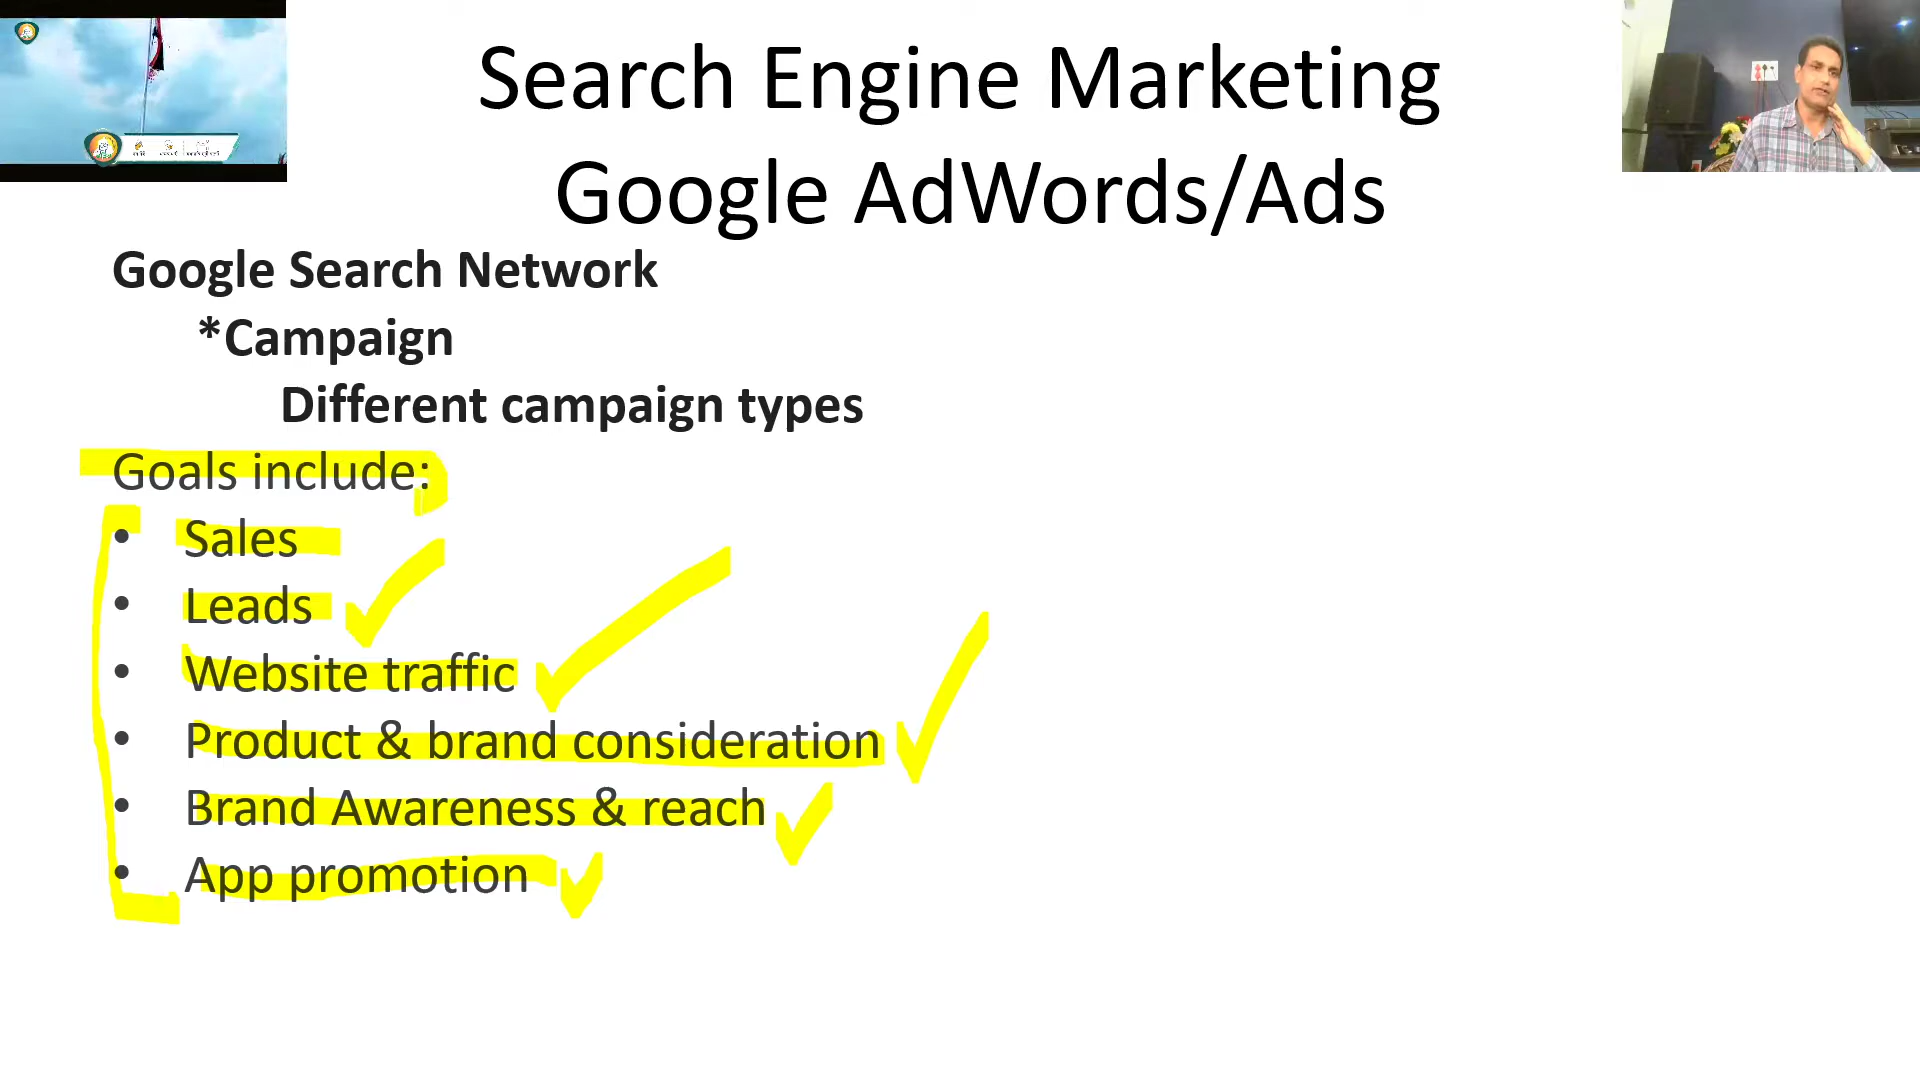 Search Engine Marketing
Google AdWords/Ads
Google Search Network
*Campaign
Different campaign types
Goals include:
• Sales
• Leads
• Website traffic
• Product & brand consideration
• Brand Awareness & reach
• App promotion